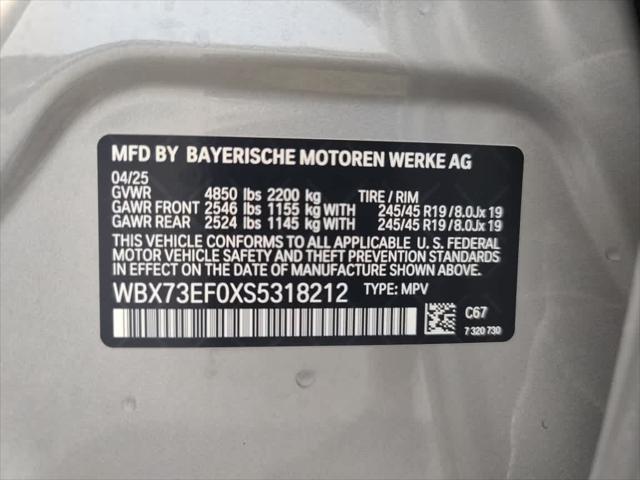 MFD BY BAYERISCHE MOTOREN WERKE AG
04/25
GVWR 4850 lbs 2200 kg TIRE / RIM
GAWR FRONT 2546 lbs 1155 kg WITH 245/45 R19 / 8.0Jx 19
GAWR REAR 2524 lbs 1145 kg WITH 245/45 R19 / 8.0Jx 19
THIS VEHICLE CONFORMS TO ALL APPLICABLE U. S. FEDERAL
MOTOR VEHICLE SAFETY, BUMPER AND THEFT PREVENTION
STANDARDS IN EFFECT ON THE DATE OF MANUFACTURE SHOWN ABOVE.
WBX73EF0XS5318212 TYPE: MPV
C67
7 320 730